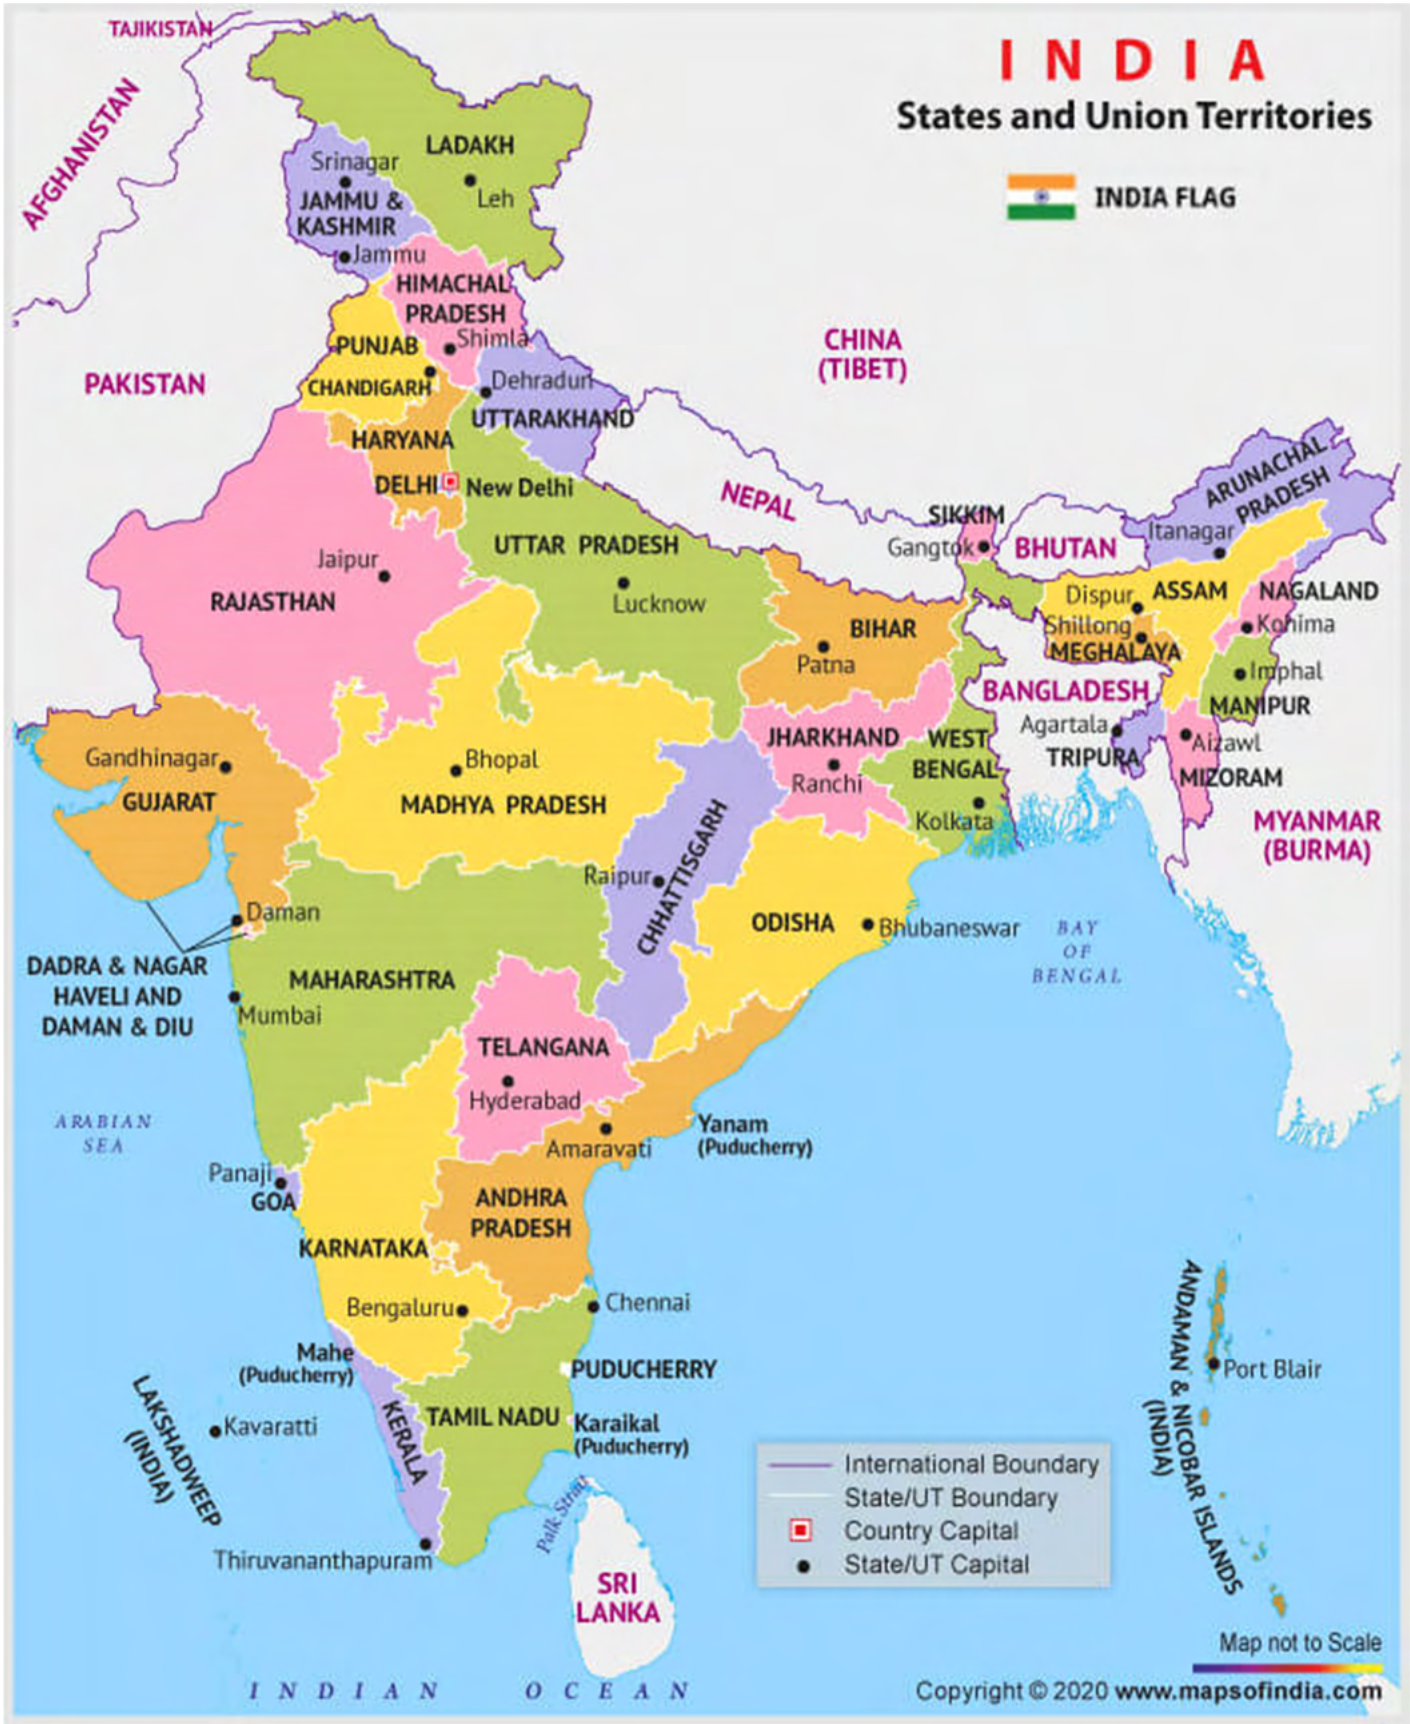 TAJIKISTAN
INDIA
States and Union Territories
INDIA FLAG
AFGHANISTAN
LADAKH
Srinagar
Leh
JAMMU &
KASHMIR
Jammu
HIMACHAL
PRADESH
Shimla
PUNJAB
CHINA
(TIBET)
PAKISTAN
CHANDIGARH
Dehradun
UTTARAKHAND
HARYANA
DELHI
New Delhi
NEPAL
ARUNACHAL
PRADESH
SIKKIM
Gangtok
BHUTAN
Itanagar
UTTAR PRADESH
Jaipur
RAJASTHAN
Lucknow
BIHAR
Patna
Dispur
ASSAM
NAGALAND
Shillong
Kohima
MEGHALAYA
Imphal
BANGLADESH
MANIPUR
Agartala
TRIPURA
Aizawl
MIZORAM
JHARKHAND
Ranchi
WEST
BENGAL
Kolkata
Gandhinagar
GUJARAT
Bhopal
MADHYA PRADESH
MYANMAR
(BURMA)
CHHATTISGARH
Raipur
ODISHA
Bhubaneswar
BAY
OF
BENGAL
Daman
DADRA & NAGAR
HAVELI AND
DAMAN & DIU
MAHARASHTRA
Mumbai
TELANGANA
Hyderabad
ARABIAN
SEA
Amaravati
Yanam
(Puducherry)
Panaji
GOA
ANDHRA
PRADESH
KARNATAKA
Bengaluru
Chennai
Mahe
(Puducherry)
PUDUCHERRY
LAKSHADWEEP
(INDIA)
Kavaratti
KERALA
TAMIL NADU
Karaikal
(Puducherry)
Thiruvananthapuram
Palk Strait
SRI
LANKA
ANDAMAN & NICOBAR ISLANDS
(INDIA)
Port Blair
International Boundary
State/UT Boundary
Country Capital
State/UT Capital
Map not to Scale
INDIAN OCEAN
Copyright © 2020 www.mapsofindia.com